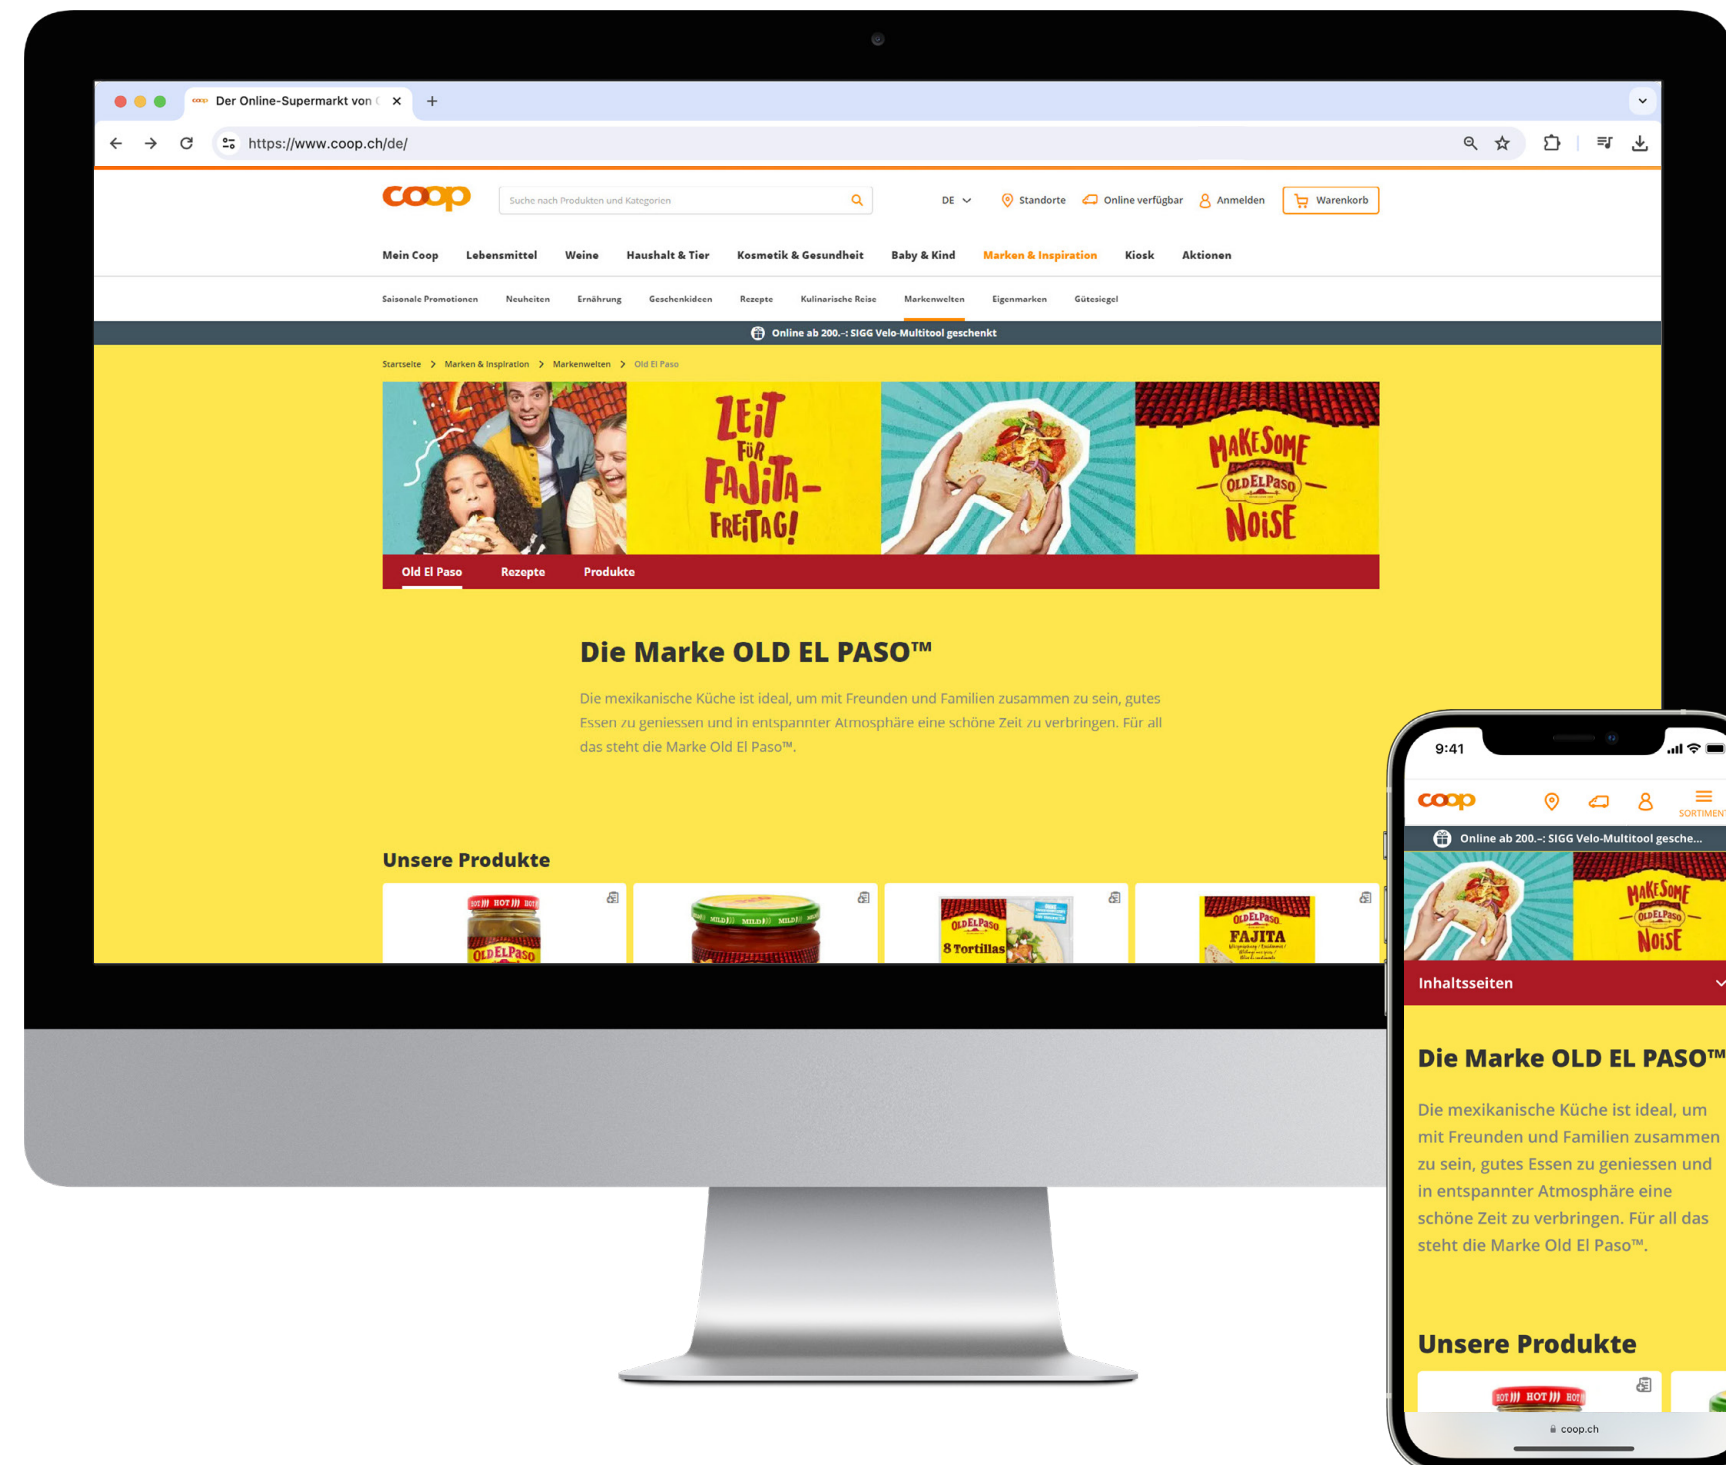 coop Der Online-Supermarkt von
https://www.coop.ch/de/
coop Suche nach Produkten und Kategorien DE Standorte Online verfügbar Anmelden Warenkorb
Mein Coop Lebensmittel Weine Haushalt & Tier Kosmetik & Gesundheit Baby & Kind Marken & Inspiration Kiosk Aktionen
Saisonale Promotionen Neuheiten Ernährung Geschenkideen Rezepte Kulinarische Reise Markenwelten Eigenmarken Gütesiegel
Online ab 200.–: SIGG Velo-Multitool geschenkt
Startseite > Marken & Inspiration > Markenwelten > Old El Paso
ZEIT
FÜR
FAJITA-
FREITAG!
MAKE SOME
OLD EL PASO
NOISE
Old El Paso Rezepte Produkte
Die Marke OLD EL PASO™
Die mexikanische Küche ist ideal, um mit Freunden und Familien zusammen zu sein, gutes
Essen zu geniessen und in entspannter Atmosphäre eine schöne Zeit zu verbringen. Für all
das steht die Marke Old El Paso™.
Unsere Produkte
HOT HOT HOT
OLD EL PASO
MILD MILD MILD
OLD EL PASO
8 Tortillas
OLD EL PASO
FAJITA
9:41
coop SORTIMENT
Online ab 200.–: SIGG Velo-Multitool gesche...
MAKE SOME
OLD EL PASO
NOISE
Inhaltsseiten
Die Marke OLD EL PASO™
Die mexikanische Küche ist ideal, um
mit Freunden und Familien zusammen
zu sein, gutes Essen zu geniessen und
in entspannter Atmosphäre eine
schöne Zeit zu verbringen. Für all das
steht die Marke Old El Paso™.
Unsere Produkte
HOT HOT HOT
coop.ch